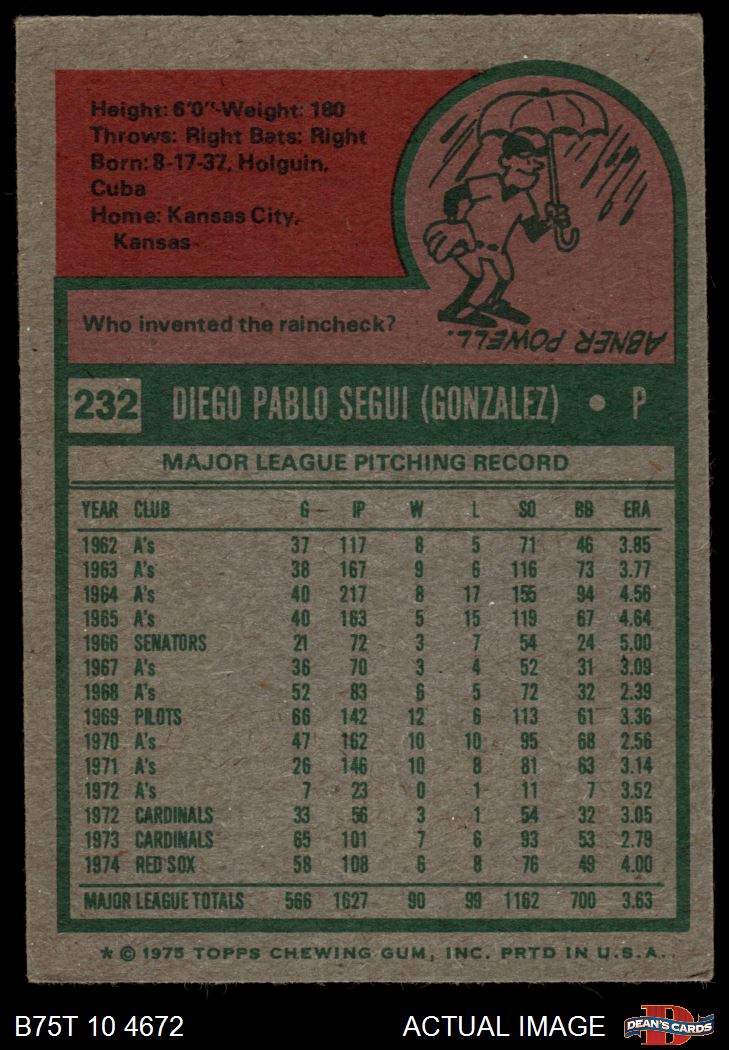 Height: 6'0"-Weight: 180
Throws: Right Bats: Right
Born: 8-17-37, Holguin,
Cuba
Home: Kansas City,
Kansas
Who invented the raincheck?
ABNER POWELL.
232 DIEGO PABLO SEGUI (GONZALEZ) • P
MAJOR LEAGUE PITCHING RECORD
YEAR CLUB G IP W L SO BB ERA
1962 A's 37 117 8 5 71 46 3.85
1963 A's 38 167 9 6 116 73 3.77
1964 A's 40 217 8 17 155 94 4.56
1965 A's 40 163 5 15 119 67 4.64
1966 SENATORS 21 72 3 7 54 24 5.00
1967 A's 36 70 3 4 52 31 3.09
1968 A's 52 83 6 5 72 32 2.39
1969 PILOTS 66 142 12 6 113 61 3.36
1970 A's 47 162 10 10 95 68 2.56
1971 A's 26 146 10 8 81 63 3.14
1972 A's 7 23 0 1 11 7 3.52
1972 CARDINALS 33 56 3 1 54 32 3.05
1973 CARDINALS 65 101 7 6 93 53 2.79
1974 RED SOX 58 108 6 8 76 49 4.00
MAJOR LEAGUE TOTALS 566 1627 90 99 1162 700 3.63
* © 1975 TOPPS CHEWING GUM, INC. PRTD IN U.S.A.
B75T 10 4672 ACTUAL IMAGE DEAN'S CARDS